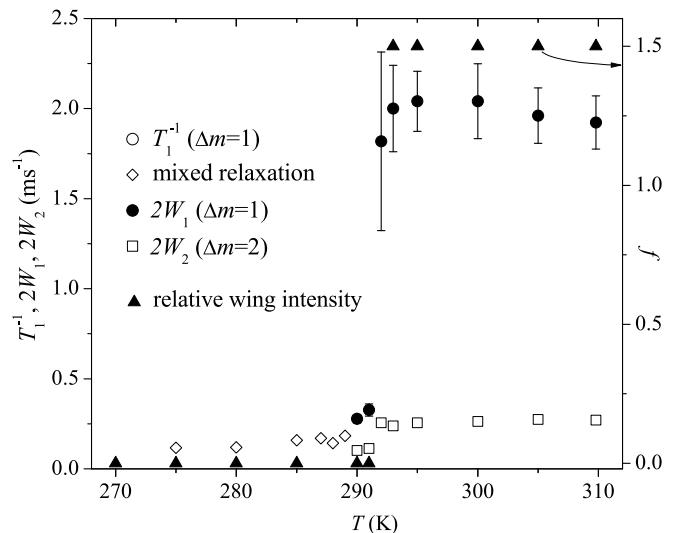 2.5
2.0
1.5
1.0
0.5
0.0
T₁⁻¹, 2W₁, 2W₂ (ms⁻¹)
T₁⁻¹ (Δm=1)
mixed relaxation
2W₁ (Δm=1)
2W₂ (Δm=2)
relative wing intensity
1.5
1.0
0.5
0.0
f
270 280 290 300 310
T (K)